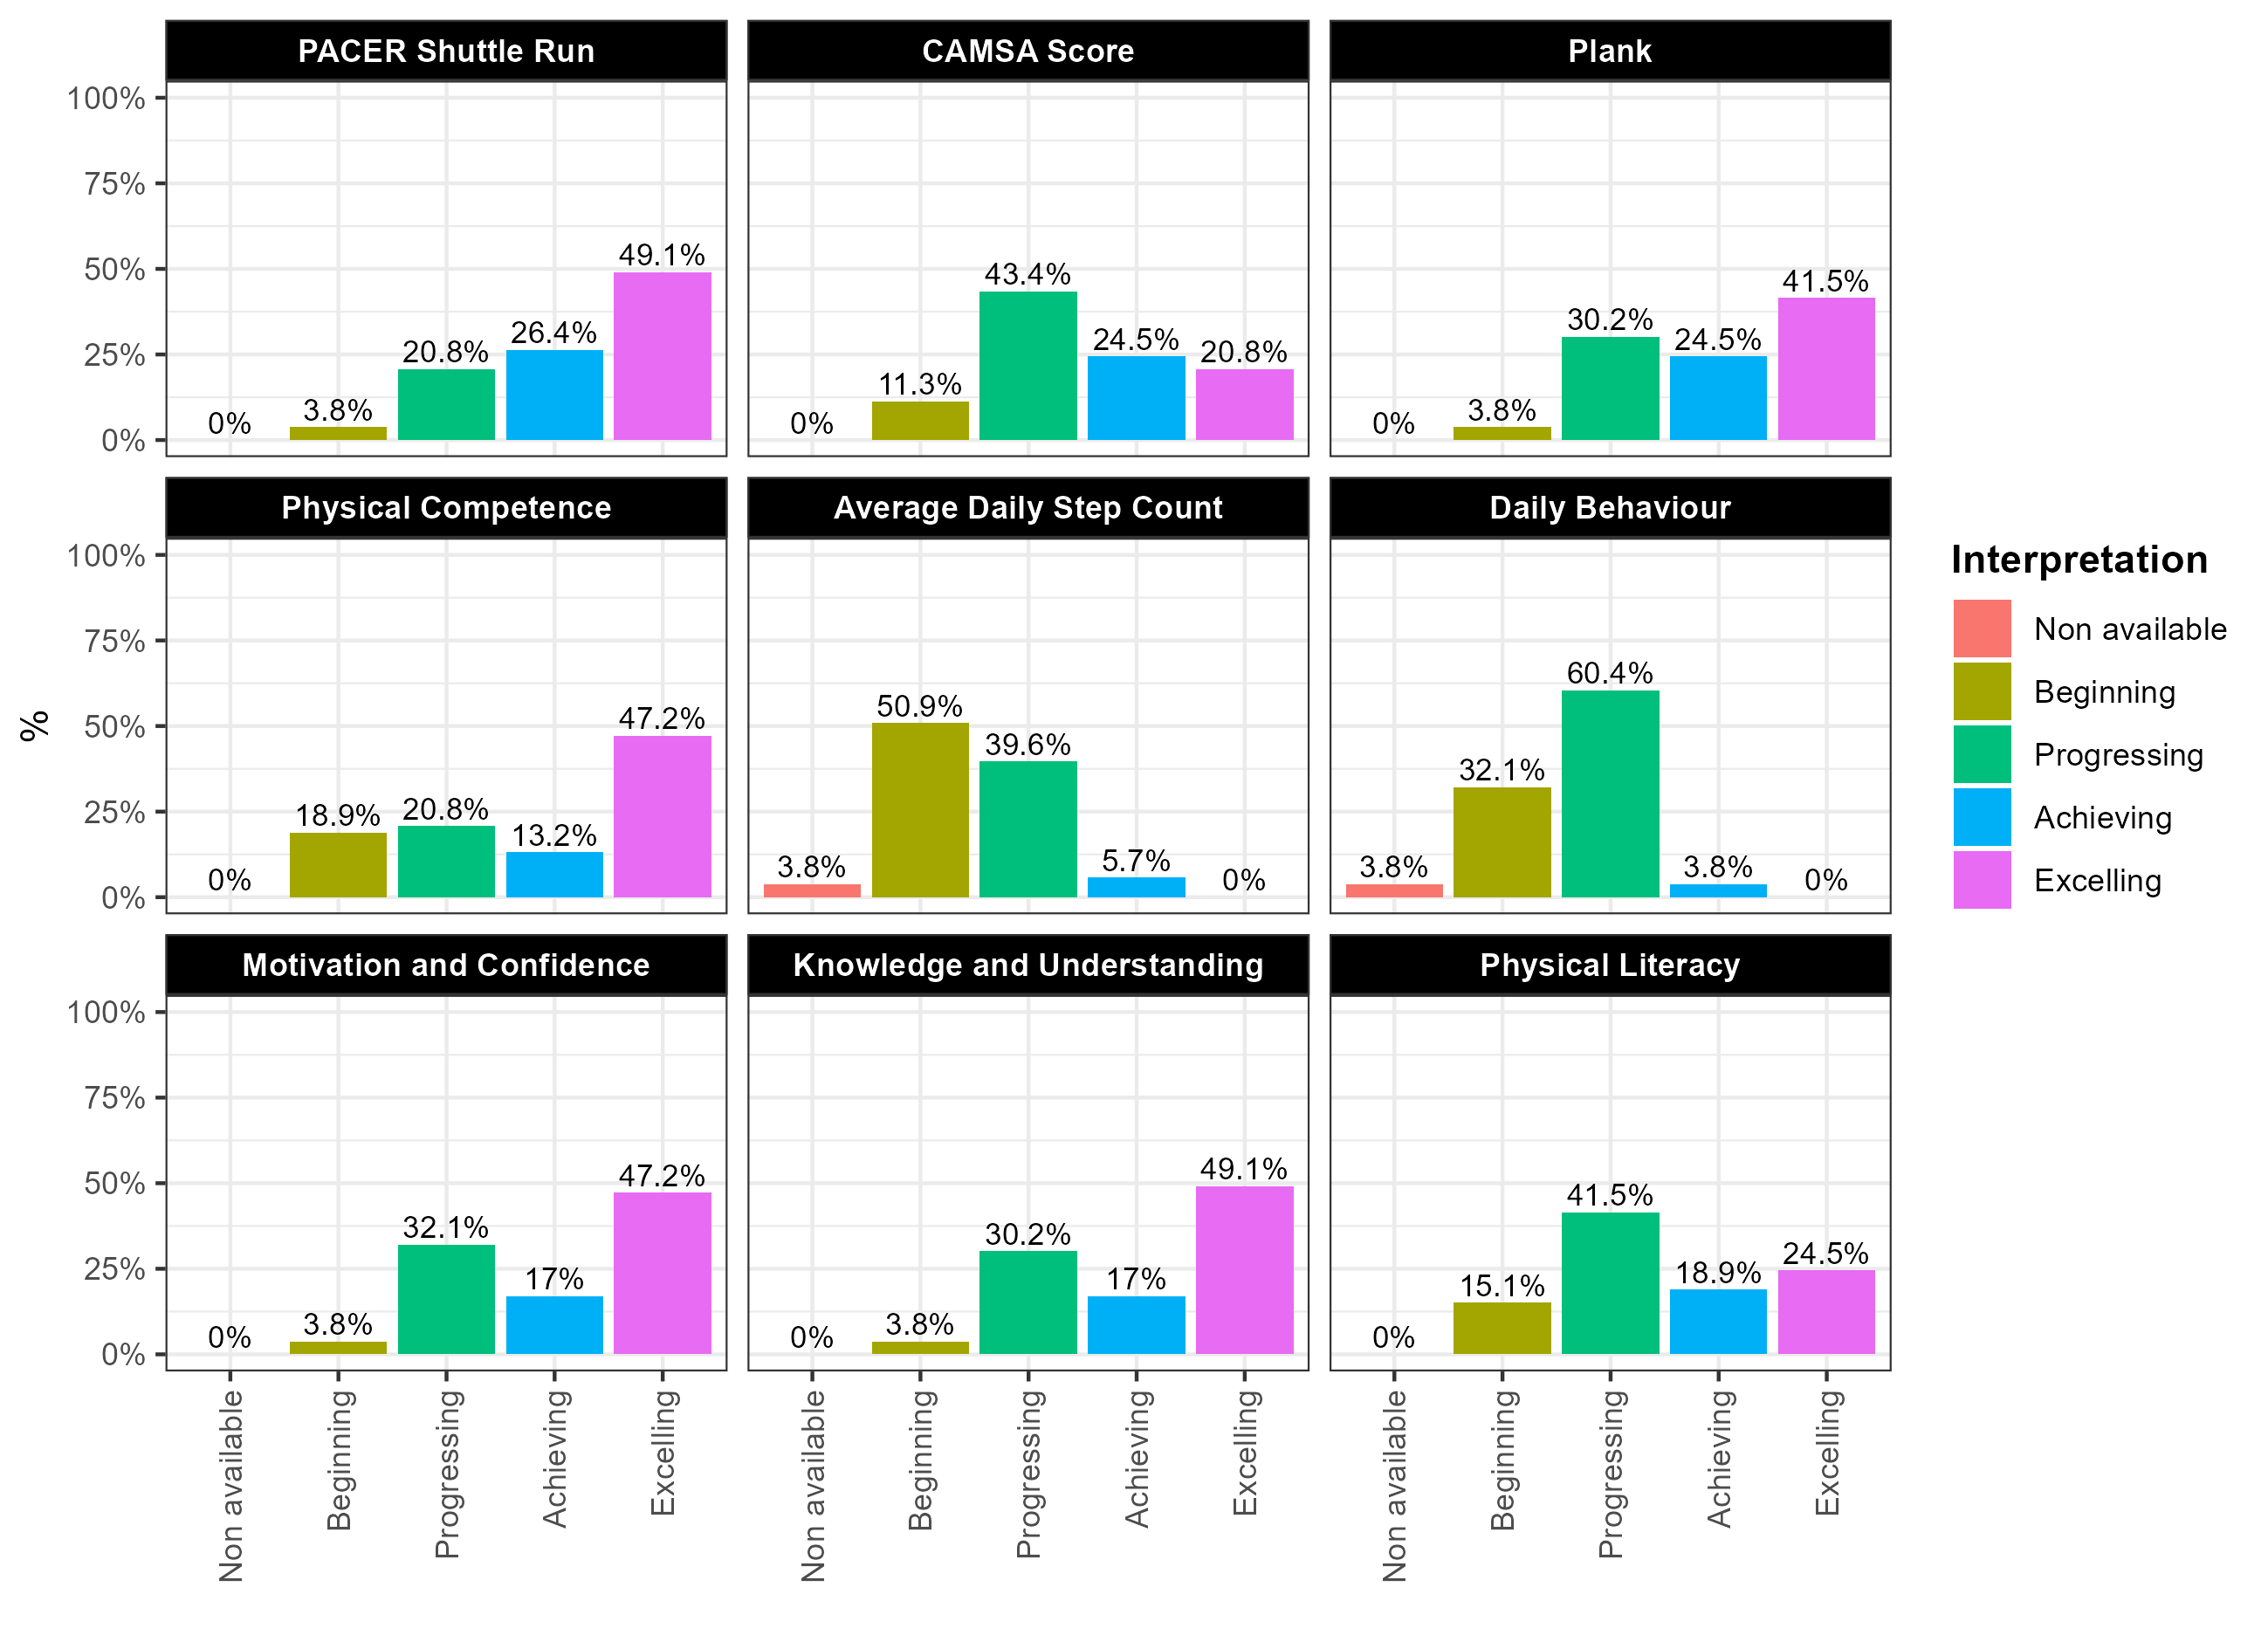 PACER Shuttle Run
CAMSA Score
Plank
100%
75%
50%
25%
0%
0%
3.8%
20.8%
26.4%
49.1%
0%
11.3%
43.4%
24.5%
20.8%
0%
3.8%
30.2%
24.5%
41.5%
Physical Competence
Average Daily Step Count
Daily Behaviour
%
100%
75%
50%
25%
0%
0%
18.9%
20.8%
13.2%
47.2%
3.8%
50.9%
39.6%
5.7%
0%
3.8%
32.1%
60.4%
3.8%
0%
Motivation and Confidence
Knowledge and Understanding
Physical Literacy
100%
75%
50%
25%
0%
0%
3.8%
32.1%
17%
47.2%
0%
3.8%
30.2%
17%
49.1%
0%
15.1%
41.5%
18.9%
24.5%
Non available
Beginning
Progressing
Achieving
Excelling
Non available
Beginning
Progressing
Achieving
Excelling
Non available
Beginning
Progressing
Achieving
Excelling
Interpretation
Non available
Beginning
Progressing
Achieving
Excelling